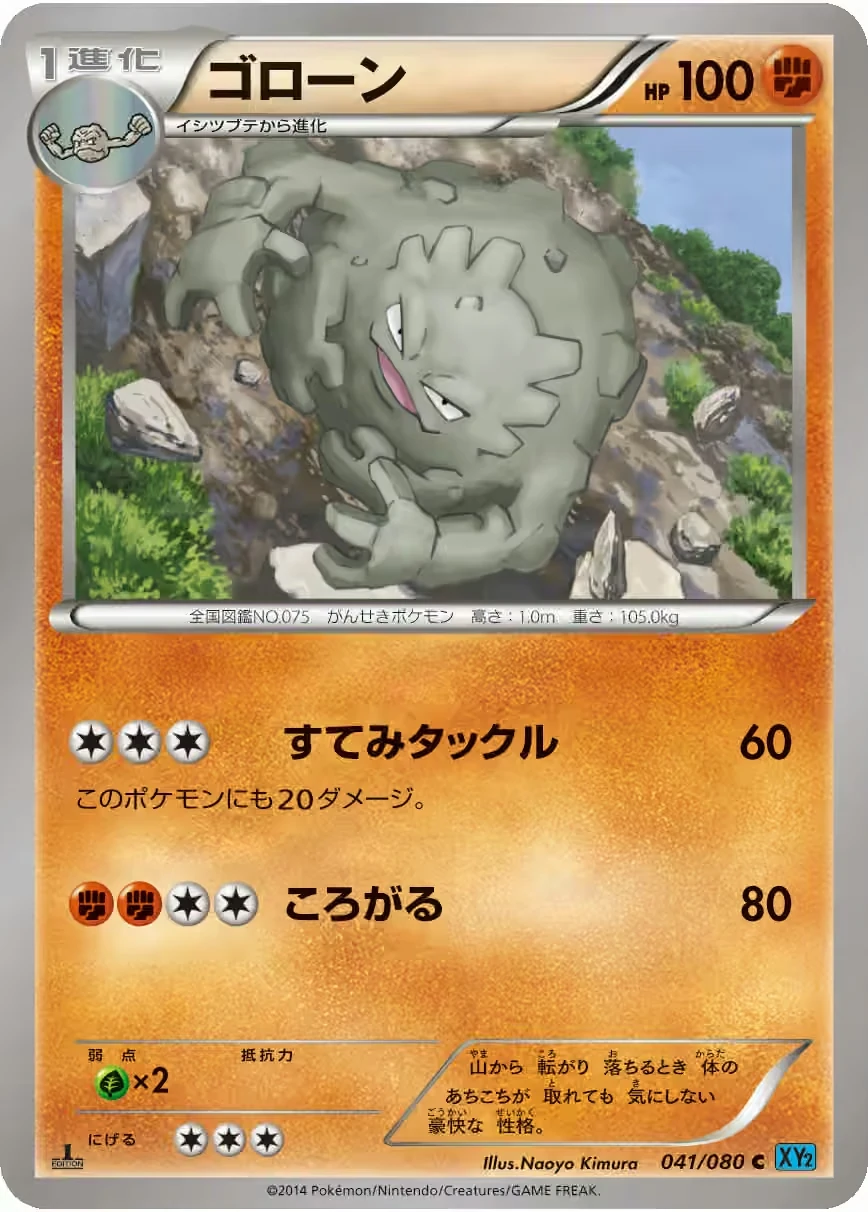 1進化
ゴローン
HP 100
イシツブテから進化
全国図鑑NO.075 がんせきポケモン 高さ：1.0m 重さ：105.0kg
すてみタックル 60
このポケモンにも20ダメージ。
ころがる 80
弱点 抵抗力
×2
にげる
山から 転がり 落ちるとき 体の
あちこちが 取れても 気にしない
豪快な 性格。
1 EDITION
Illus.Naoyo Kimura 041/080 C XY2
©2014 Pokémon/Nintendo/Creatures/GAME FREAK.